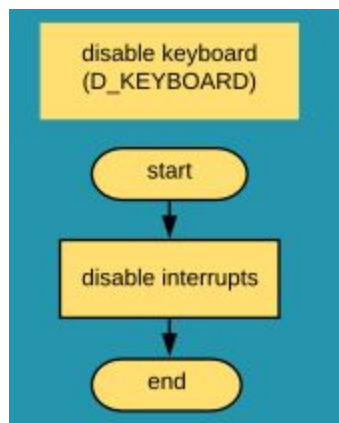 disable keyboard
(D_KEYBOARD)
start
disable interrupts
end